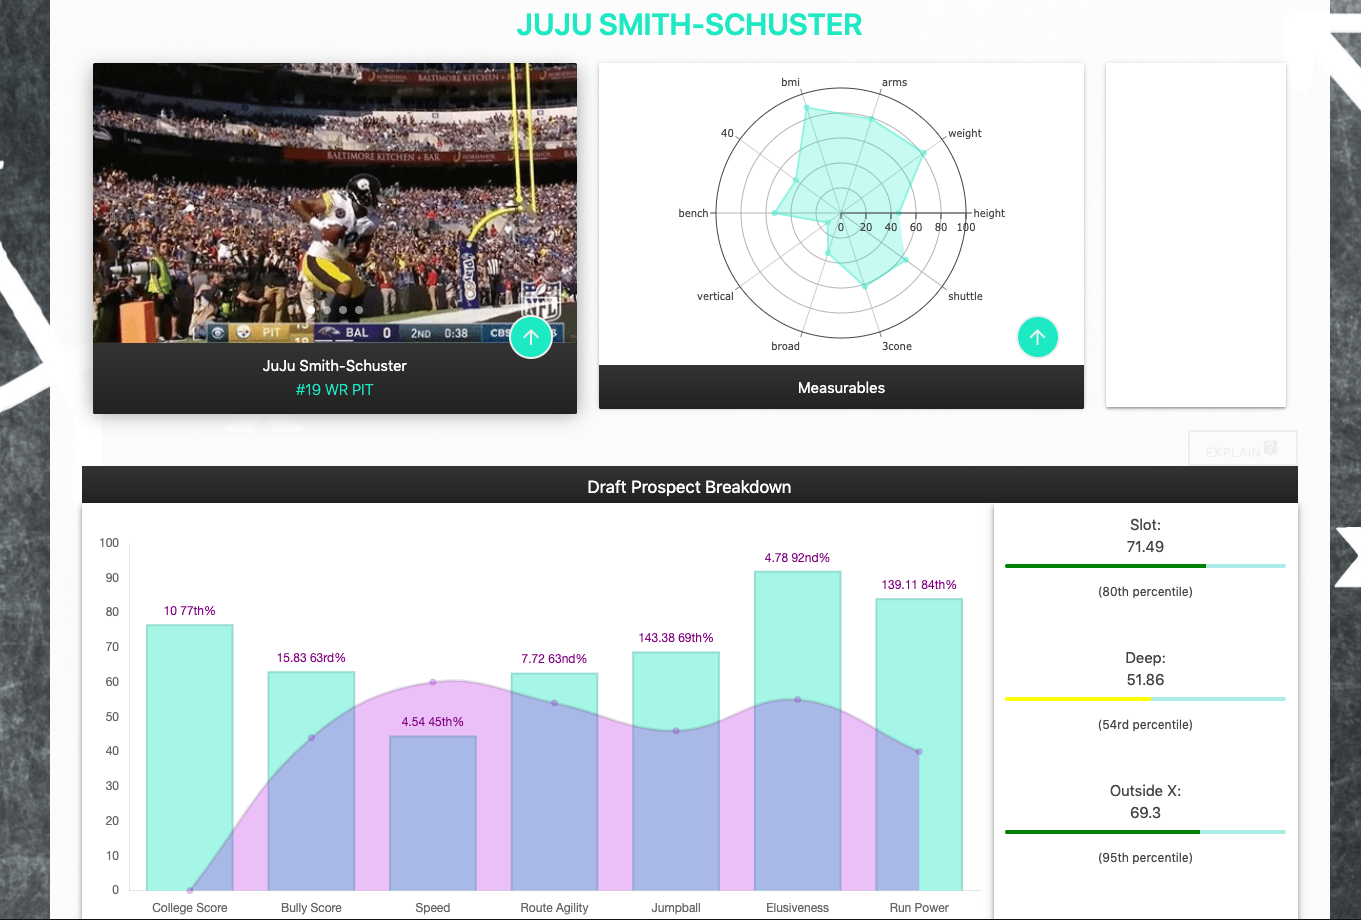 JUJU SMITH-SCHUSTER
BALTIMORE KITCHEN + BAR
BALTIMORE KITCHEN + BAR
NFL
PIT
BAL 0 2ND 0:38 CBS
JuJu Smith-Schuster
#19 WR PIT
bmi
arms
40
weight
bench
height
0 20 40 60 80 100
vertical
shuttle
broad
3cone
Measurables
EXPLAIN
Draft Prospect Breakdown
100
90
80
70
60
50
40
30
20
10
0
10 77th%
15.83 63rd%
4.54 45th%
7.72 63nd%
143.38 69th%
4.78 92nd%
139.11 84th%
College Score
Bully Score
Speed
Route Agility
Jumpball
Elusiveness
Run Power
Slot:
71.49
(80th percentile)
Deep:
51.86
(54rd percentile)
Outside X:
69.3
(95th percentile)